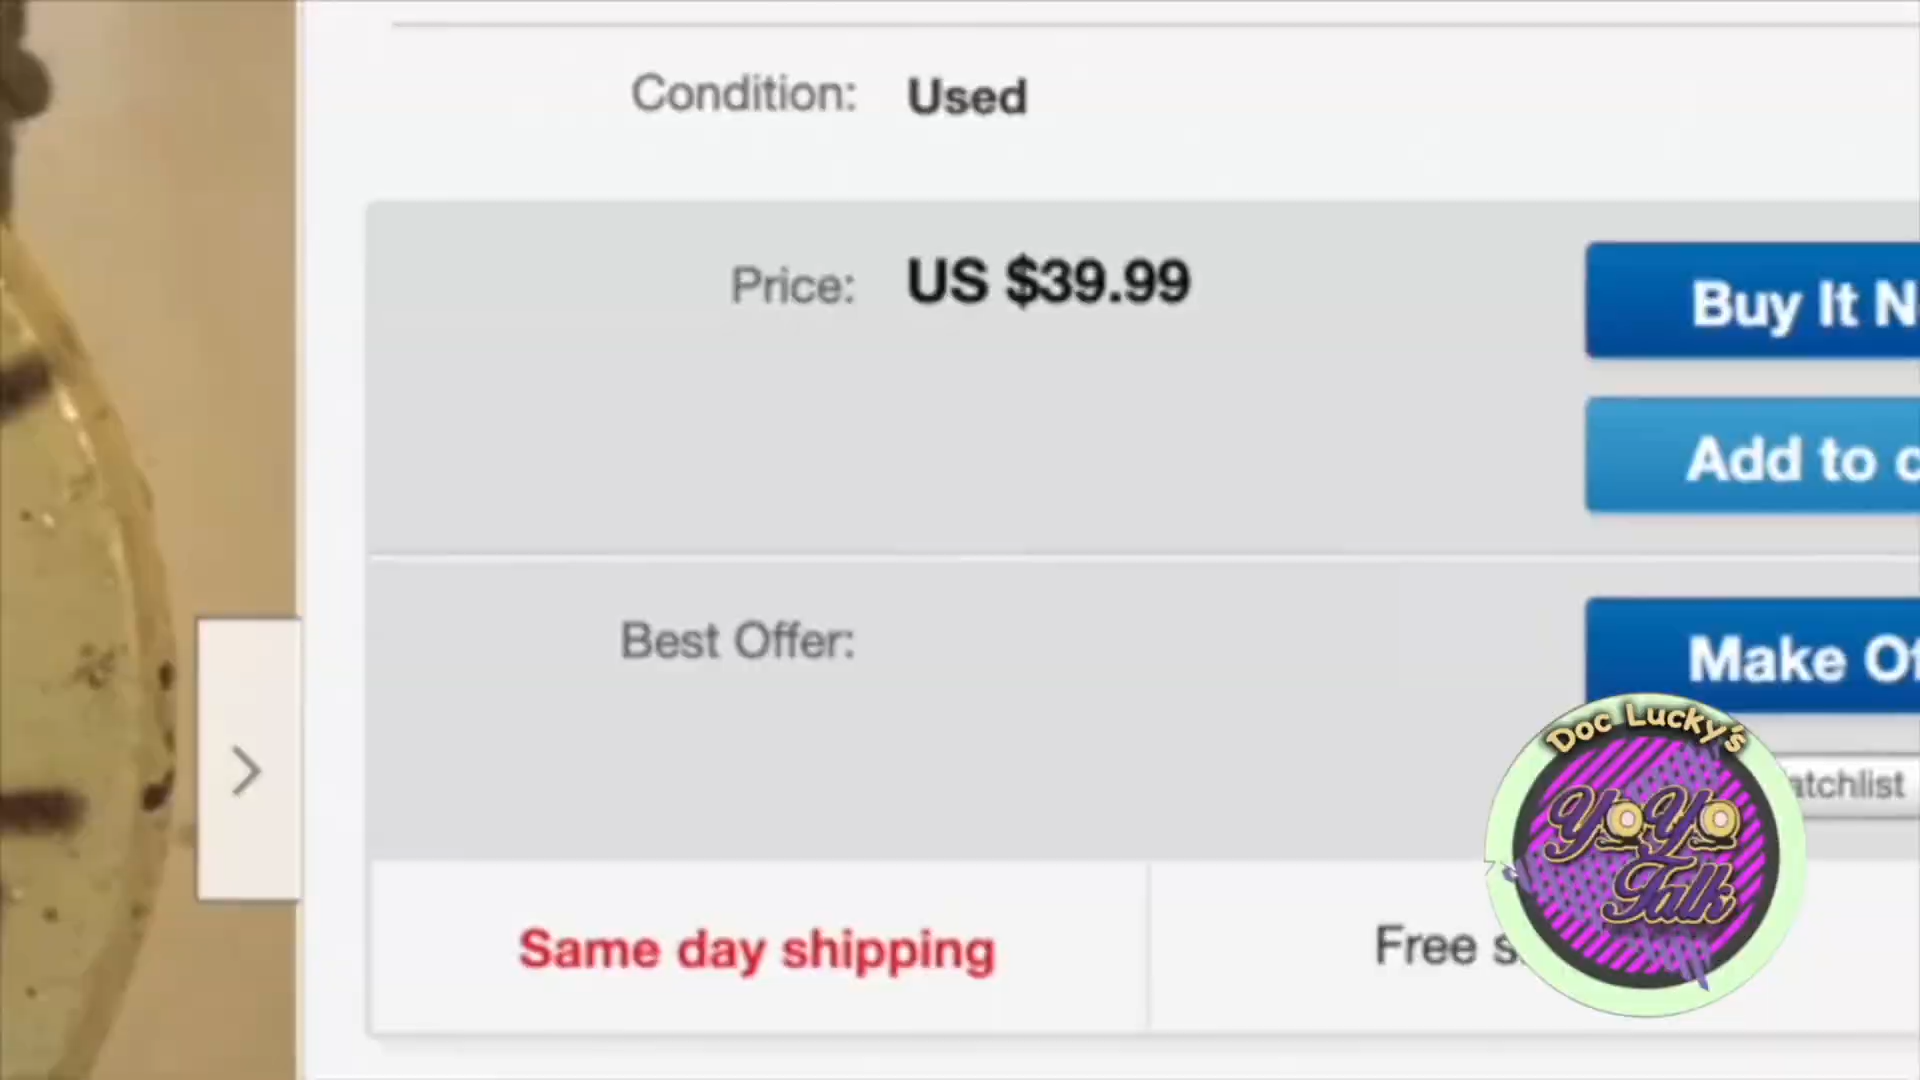 Condition: Used
Price: US $39.99
Buy It N
Add to c
Best Offer:
Make Of
atchlist
Same day shipping
Free s
Doc Lucky's
YoYo
Talk